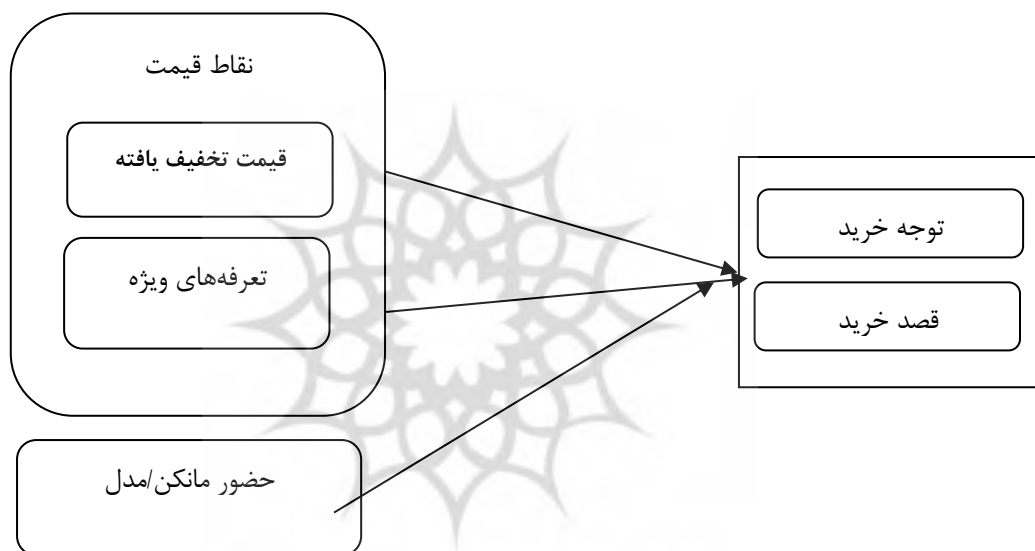 نقاط قیمت
قیمت تخفیف یافته
تعرفه‌های ویژه
حضور مانکن/مدل
توجه خرید
قصد خرید